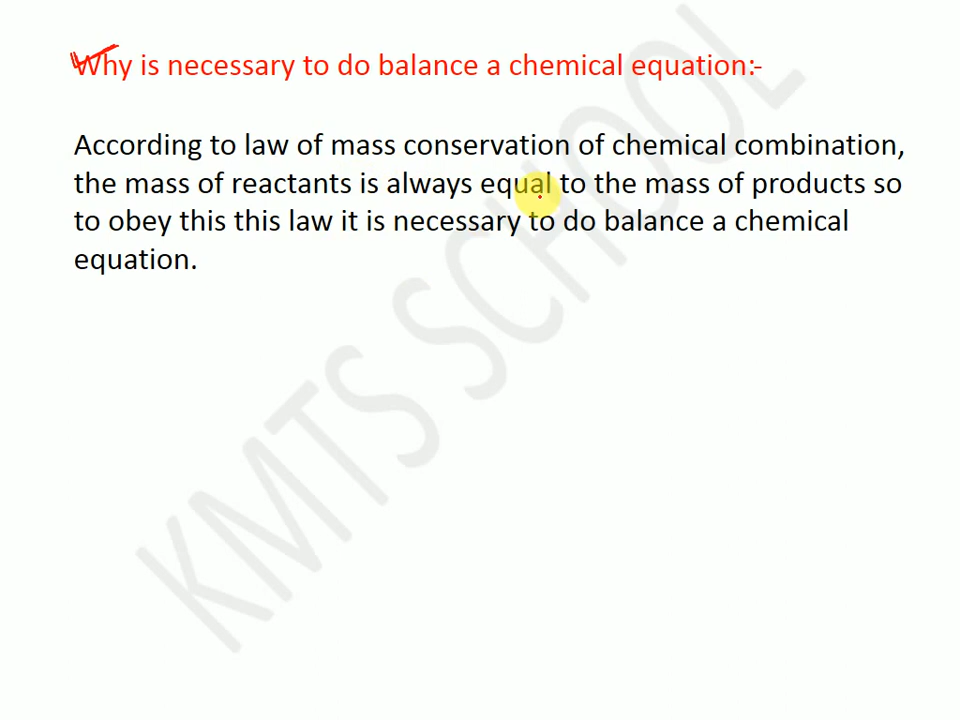 Why is necessary to do balance a chemical equation:-
According to law of mass conservation of chemical combination,
the mass of reactants is always equal to the mass of products so
to obey this this law it is necessary to do balance a chemical
equation.
KMTS SCHOOL